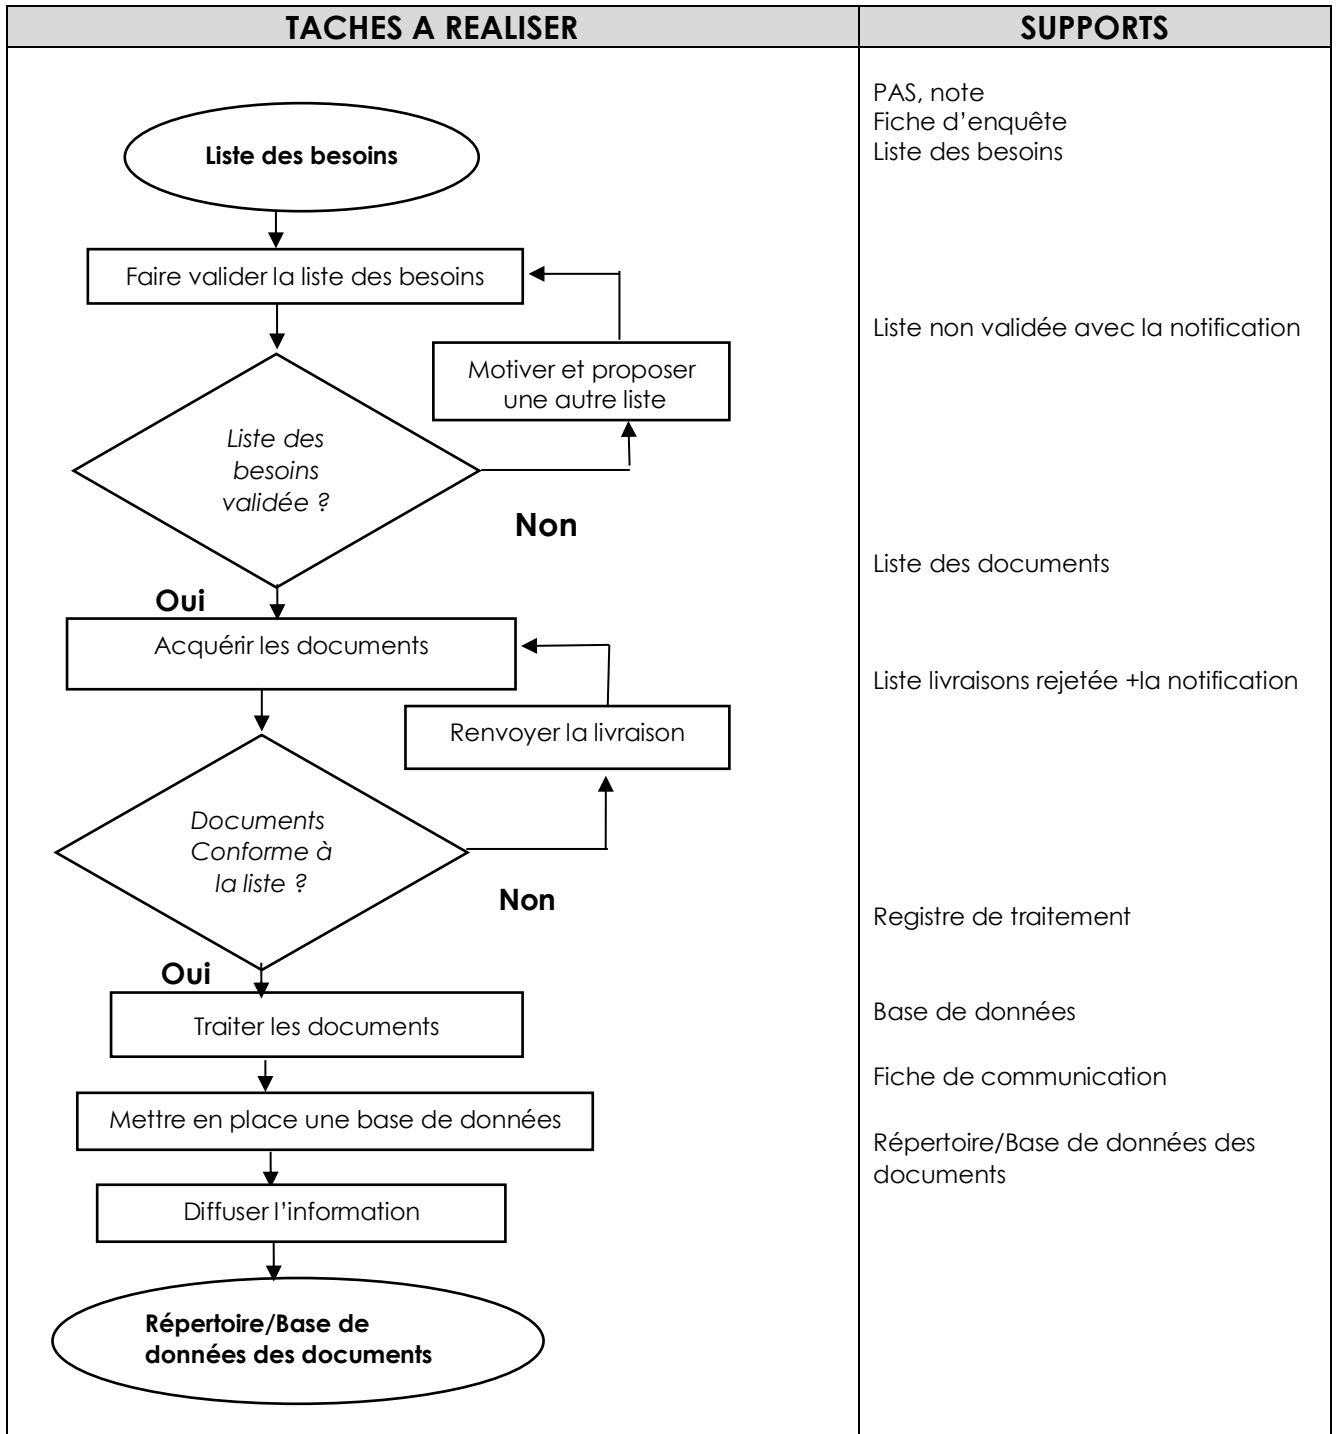 TACHES A REALISER
SUPPORTS
Liste des besoins
Faire valider la liste des besoins
Motiver et proposer
une autre liste
Liste des
besoins
validée ?
Non
Oui
Acquérir les documents
Renvoyer la livraison
Documents
Conforme à
la liste ?
Non
Oui
Traiter les documents
Mettre en place une base de données
Diffuser l’information
Répertoire/Base de
données des documents
PAS, note
Fiche d’enquête
Liste des besoins
Liste non validée avec la notification
Liste des documents
Liste livraisons rejetée +la notification
Registre de traitement
Base de données
Fiche de communication
Répertoire/Base de données des
documents